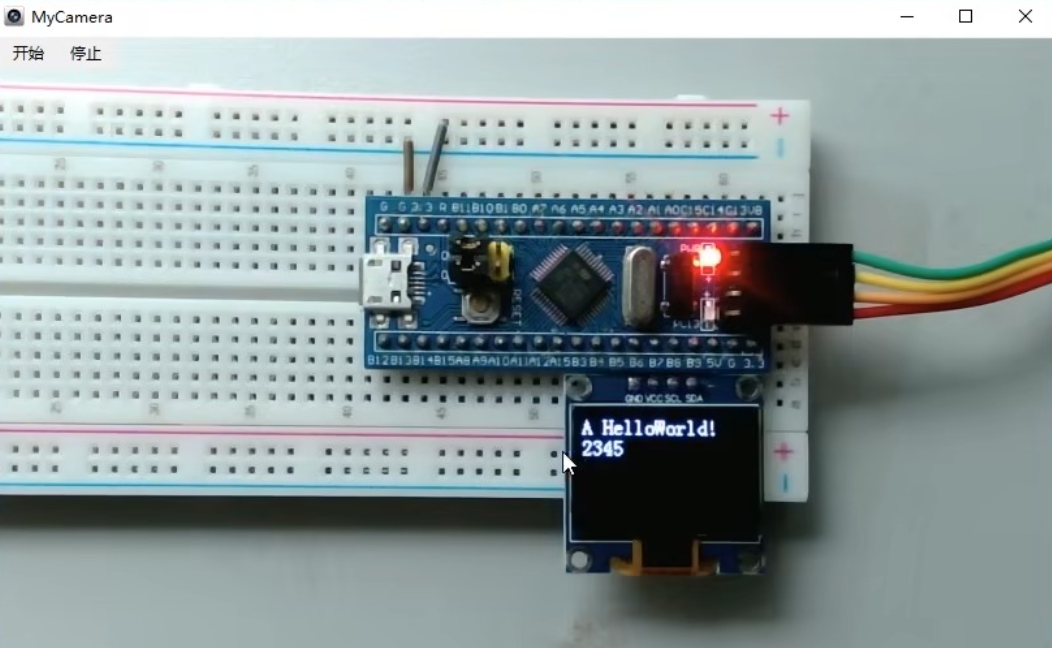 MyCamera
开始 停止
+
G G 3.3 R B11 B10 B1 B0 A7 A6 A5 A4 A3 A2 A1 A0 C15 C14 C13 VB
PWR
PC13
B12 B13 B14 B15 A8 A9 A10 A11 A12 A15 B3 B4 B5 B6 B7 B8 B9 5V G 3.3
GND VCC SCL SDA
A HelloWorld!
2345
+